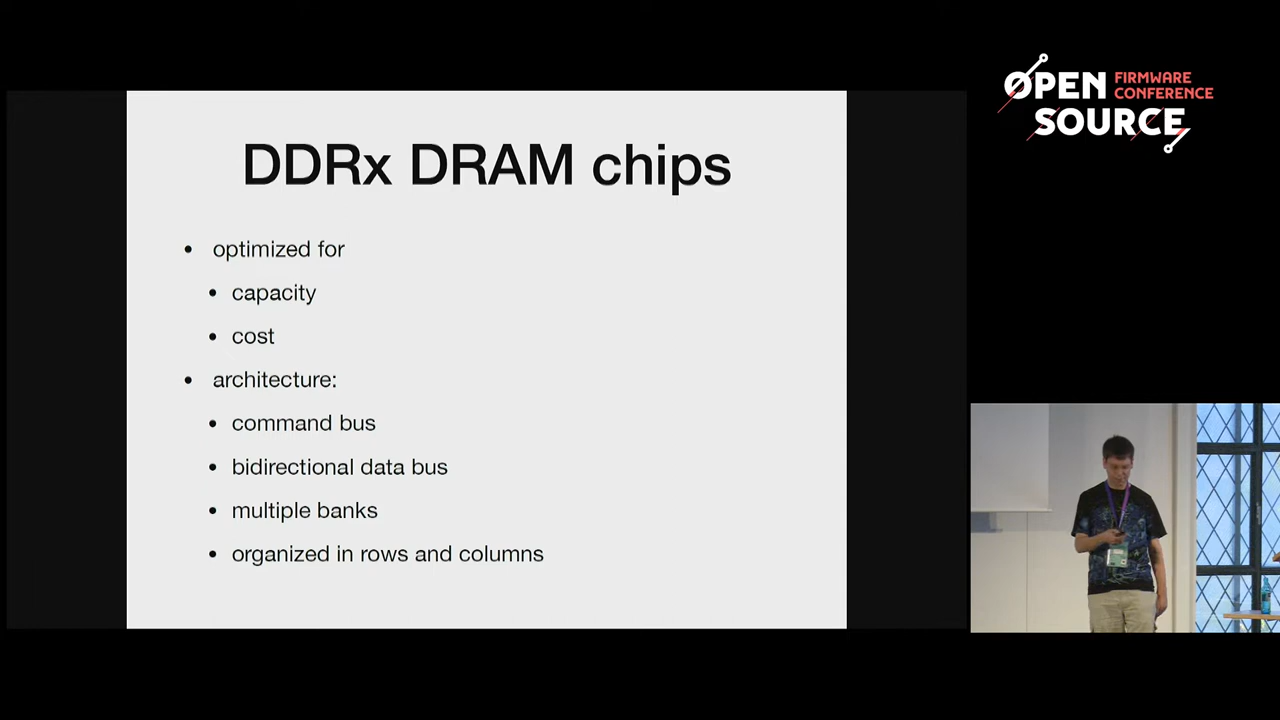 OPEN FIRMWARE
CONFERENCE
SOURCE
DDRx DRAM chips
• optimized for
• capacity
• cost
• architecture:
• command bus
• bidirectional data bus
• multiple banks
• organized in rows and columns